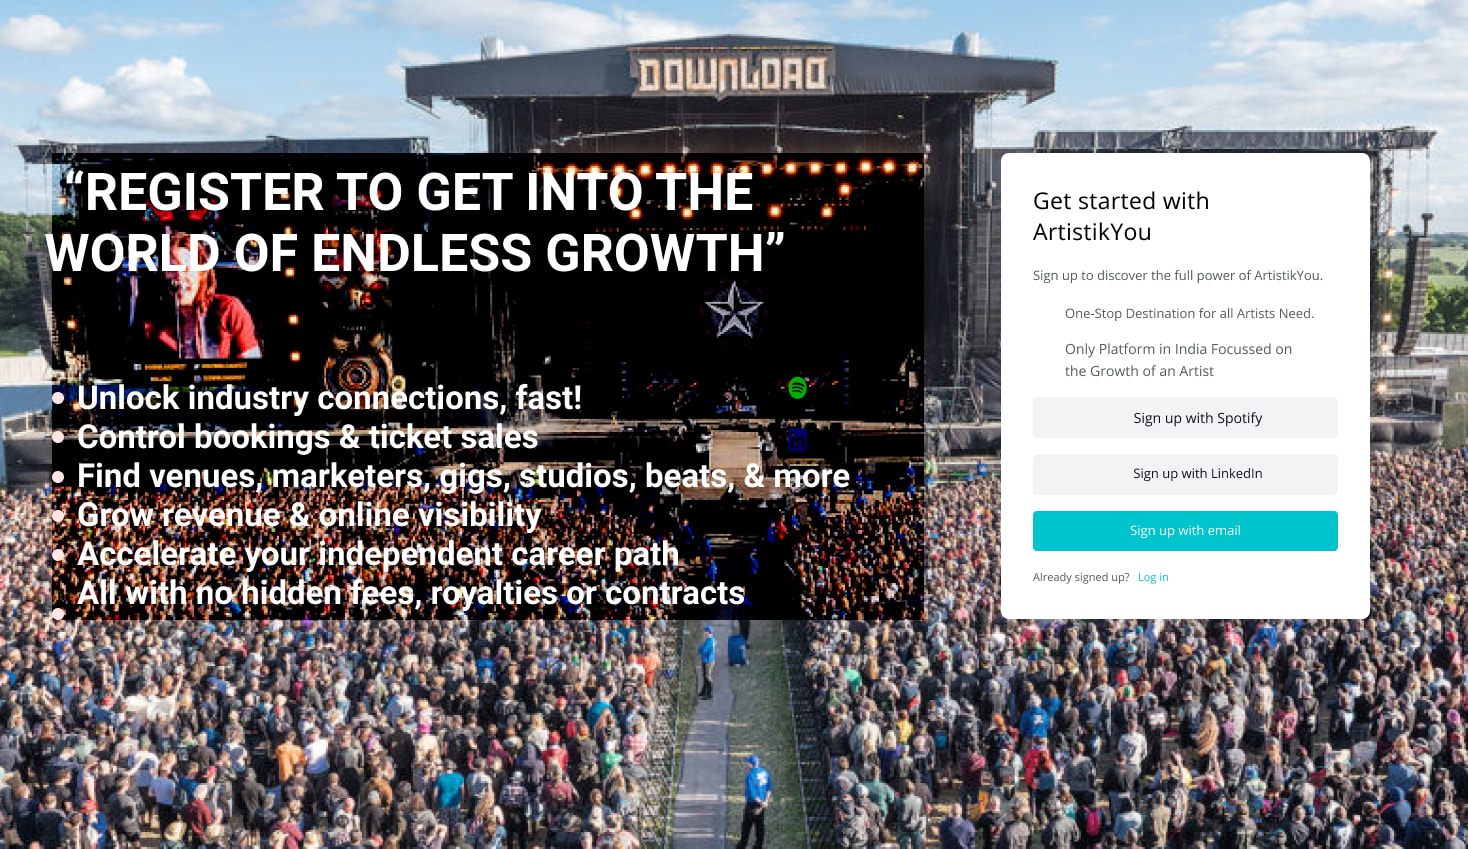 DOWNLOAD
“REGISTER TO GET INTO THE
WORLD OF ENDLESS GROWTH”
• Unlock industry connections, fast!
• Control bookings & ticket sales
• Find venues, marketers, gigs, studios, beats, & more
• Grow revenue & online visibility
• Accelerate your independent career path
• All with no hidden fees, royalties or contracts
Get started with
ArtistikYou
Sign up to discover the full power of ArtistikYou.
One-Stop Destination for all Artists Need.
Only Platform in India Focussed on
the Growth of an Artist
Sign up with Spotify
Sign up with LinkedIn
Sign up with email
Already signed up? Log in